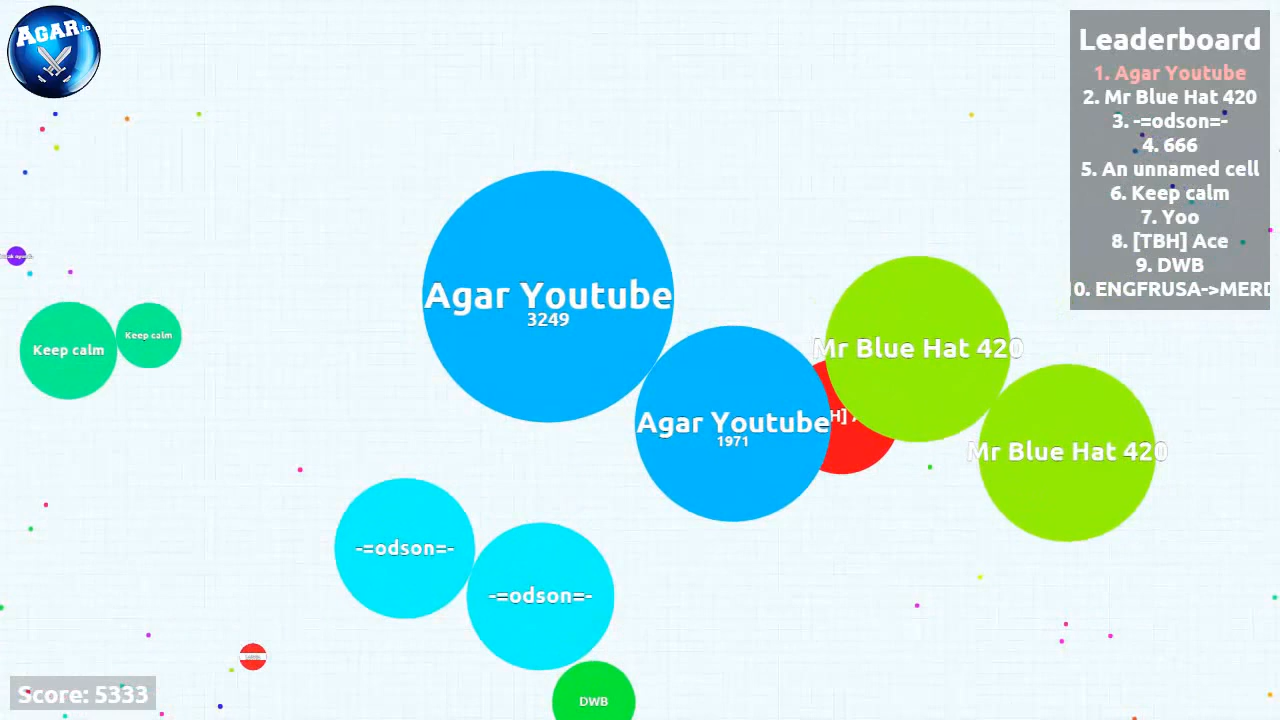 AGAR.io
Leaderboard
1. Agar Youtube
2. Mr Blue Hat 420
3. -=odson=-
4. 666
5. An unnamed cell
6. Keep calm
7. Yoo
8. [TBH] Ace
9. DWB
0. ENGFRUSA->MERD
Agar Youtube
3249
Keep calm
Keep calm
Mr Blue Hat 420
Agar Youtube
1971
H]
Mr Blue Hat 420
-=odson=-
-=odson=-
DWB
Score: 5333